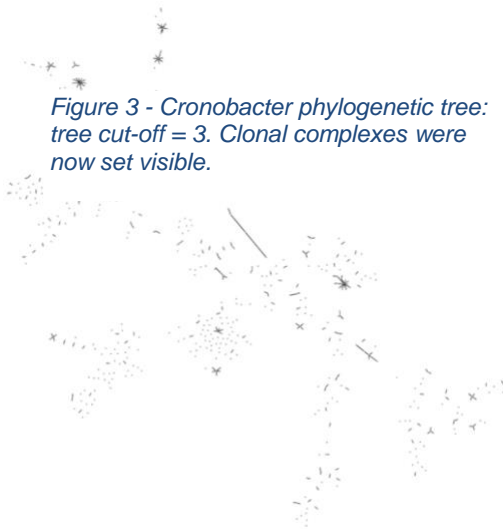 Figure 3 - Cronobacter phylogenetic tree:
tree cut-off = 3. Clonal complexes were
now set visible.